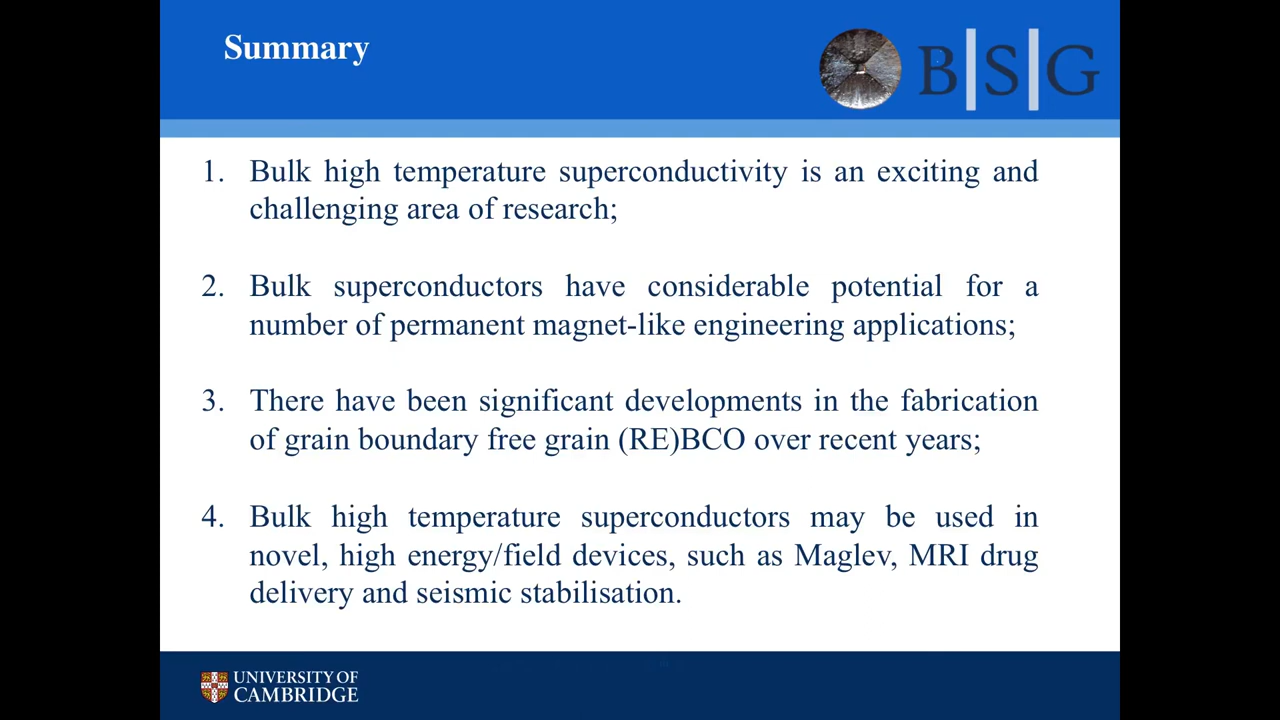 Summary
B|S|G
1. Bulk high temperature superconductivity is an exciting and
challenging area of research;
2. Bulk superconductors have considerable potential for a
number of permanent magnet-like engineering applications;
3. There have been significant developments in the fabrication
of grain boundary free grain (RE)BCO over recent years;
4. Bulk high temperature superconductors may be used in
novel, high energy/field devices, such as Maglev, MRI drug
delivery and seismic stabilisation.
UNIVERSITY OF
CAMBRIDGE